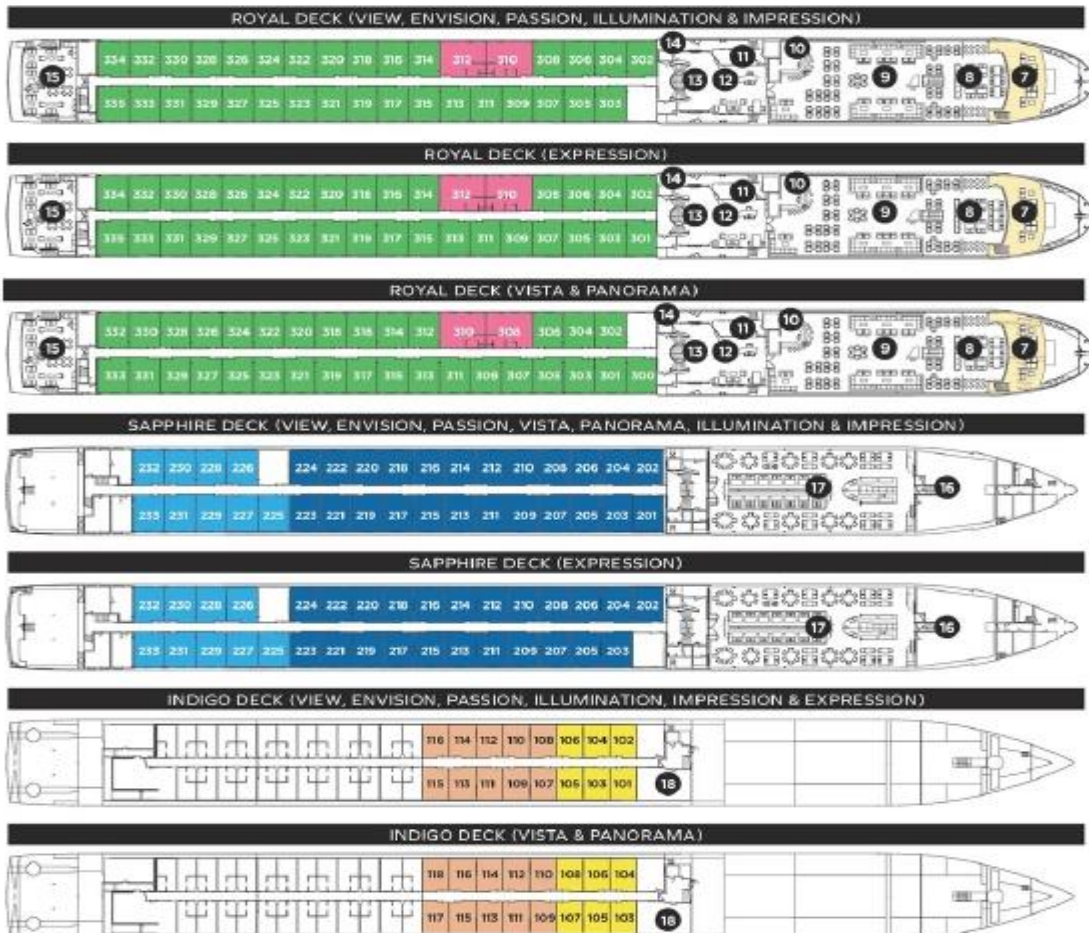 ROYAL DECK (VIEW, ENVISION, PASSION, ILLUMINATION & IMPRESSION)
14 11 10
334 332 330 328 326 324 322 320 318 316 314 312 310 308 306 304 302
15 13 12 9 8 7
335 333 331 329 327 325 323 321 319 317 315 313 311 309 307 305 303
ROYAL DECK (EXPRESSION)
14 11 10
334 332 330 328 326 324 322 320 318 316 314 312 310 308 306 304 302
15 13 12 9 8 7
335 333 331 329 327 325 323 321 319 317 315 313 311 309 307 305 303 301
ROYAL DECK (VISTA & PANORAMA)
14 11 10
332 330 328 326 324 322 320 318 316 314 312 310 308 306 304 302
15 13 12 9 8 7
333 331 329 327 325 323 321 319 317 315 313 311 309 307 305 303 301 300
SAPPHIRE DECK (VIEW, ENVISION, PASSION, VISTA, PANORAMA, ILLUMINATION & IMPRESSION)
232 230 228 226 224 222 220 218 216 214 212 210 208 206 204 202
17 16
233 231 229 227 225 223 221 219 217 215 213 211 209 207 205 203 201
SAPPHIRE DECK (EXPRESSION)
232 230 228 226 224 222 220 218 216 214 212 210 208 206 204 202
17 16
233 231 229 227 225 223 221 219 217 215 213 211 209 207 205 203
INDIGO DECK (VIEW, ENVISION, PASSION, ILLUMINATION, IMPRESSION & EXPRESSION)
116 114 112 110 108 106 104 102
115 113 111 109 107 105 103 101 18
INDIGO DECK (VISTA & PANORAMA)
118 116 114 112 110 108 106 104
117 115 113 111 109 107 105 103 18